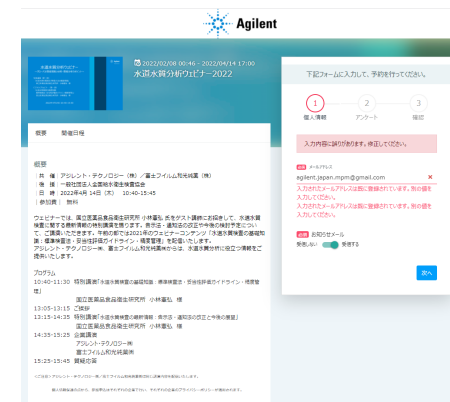 Agilent
水道水質分析ウェビナー
2022/02/08 00:46 - 2022/04/14 17:00
水道水質分析ウェビナー2022
概要 開催日程
概要
：共 催｜アジレント・テクノロジー（株）／富士フイルム和光純薬（株）
：後 援｜一般社団法人全国給水衛生検査協会
｜日 時｜2022年4月 14日（木） 10:40-15:45
｜参加費｜ 無料
ウェビナーでは、国立医薬品食品衛生研究所 小林憲弘 氏をゲスト講師にお招きして、水道水質
検査に関する最新情報の特別講演を賜ります。告示法・通知法の改正や今後の検討予定につい
て、ご講演いただきます。午前の部では2021年のウェビナーコンテンツ「水道水質検査の基礎知
識：標準検査法・妥当性評価ガイドライン・精度管理」を配信いたします。
アジレント・テクノロジー㈱、富士フイルム和光純薬㈱からは、水道水質分析に役立つ情報をご
提供いたします。
プログラム
10:40-11:30 特別講演「水道水質検査の基礎知識：標準検査法・妥当性評価ガイドライン・精度管
理」
国立医薬品食品衛生研究所 小林憲弘 様
13:05-13:15 ご挨拶
13:15-14:35 特別講演「水道水質検査の最新情報：告示法・通知法の改正と今後の展望」
国立医薬品食品衛生研究所 小林憲弘 様
14:35-15:25 企業講演
アジレント・テクノロジー㈱
富士フイルム和光純薬㈱
15:25-15:45 質疑応答
下記フォームに入力して、予約を行ってください。
1 2 3
個人情報 アンケート 確認
入力内容に誤りがあります。修正してください。
必須 メールアドレス
agilent.japan.mpm@gmail.com
入力されたメールアドレスは既に登録されています。別の値を
入力してください。
入力されたメールアドレスは既に登録されています。別の値を
入力してください。
必須 お知らせメール
受信しない 受信する
次へ